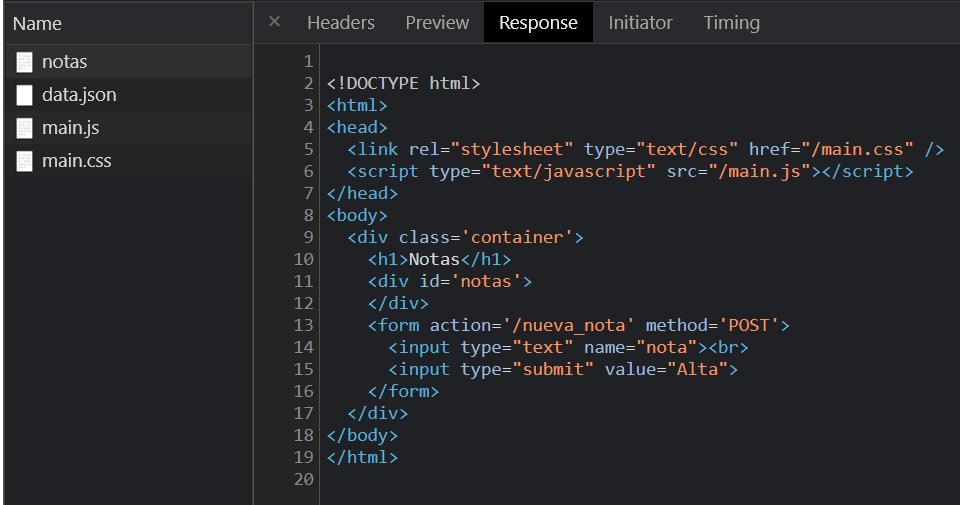 Name
notas
data.json
main.js
main.css
× Headers Preview Response Initiator Timing
1
2 <!DOCTYPE html>
3 <html>
4 <head>
5   <link rel="stylesheet" type="text/css" href="/main.css" />
6   <script type="text/javascript" src="/main.js"></script>
7 </head>
8 <body>
9   <div class='container'>
10     <h1>Notas</h1>
11     <div id='notas'>
12     </div>
13     <form action='/nueva_nota' method='POST'>
14       <input type="text" name="nota"><br>
15       <input type="submit" value="Alta">
16     </form>
17   </div>
18 </body>
19 </html>
20